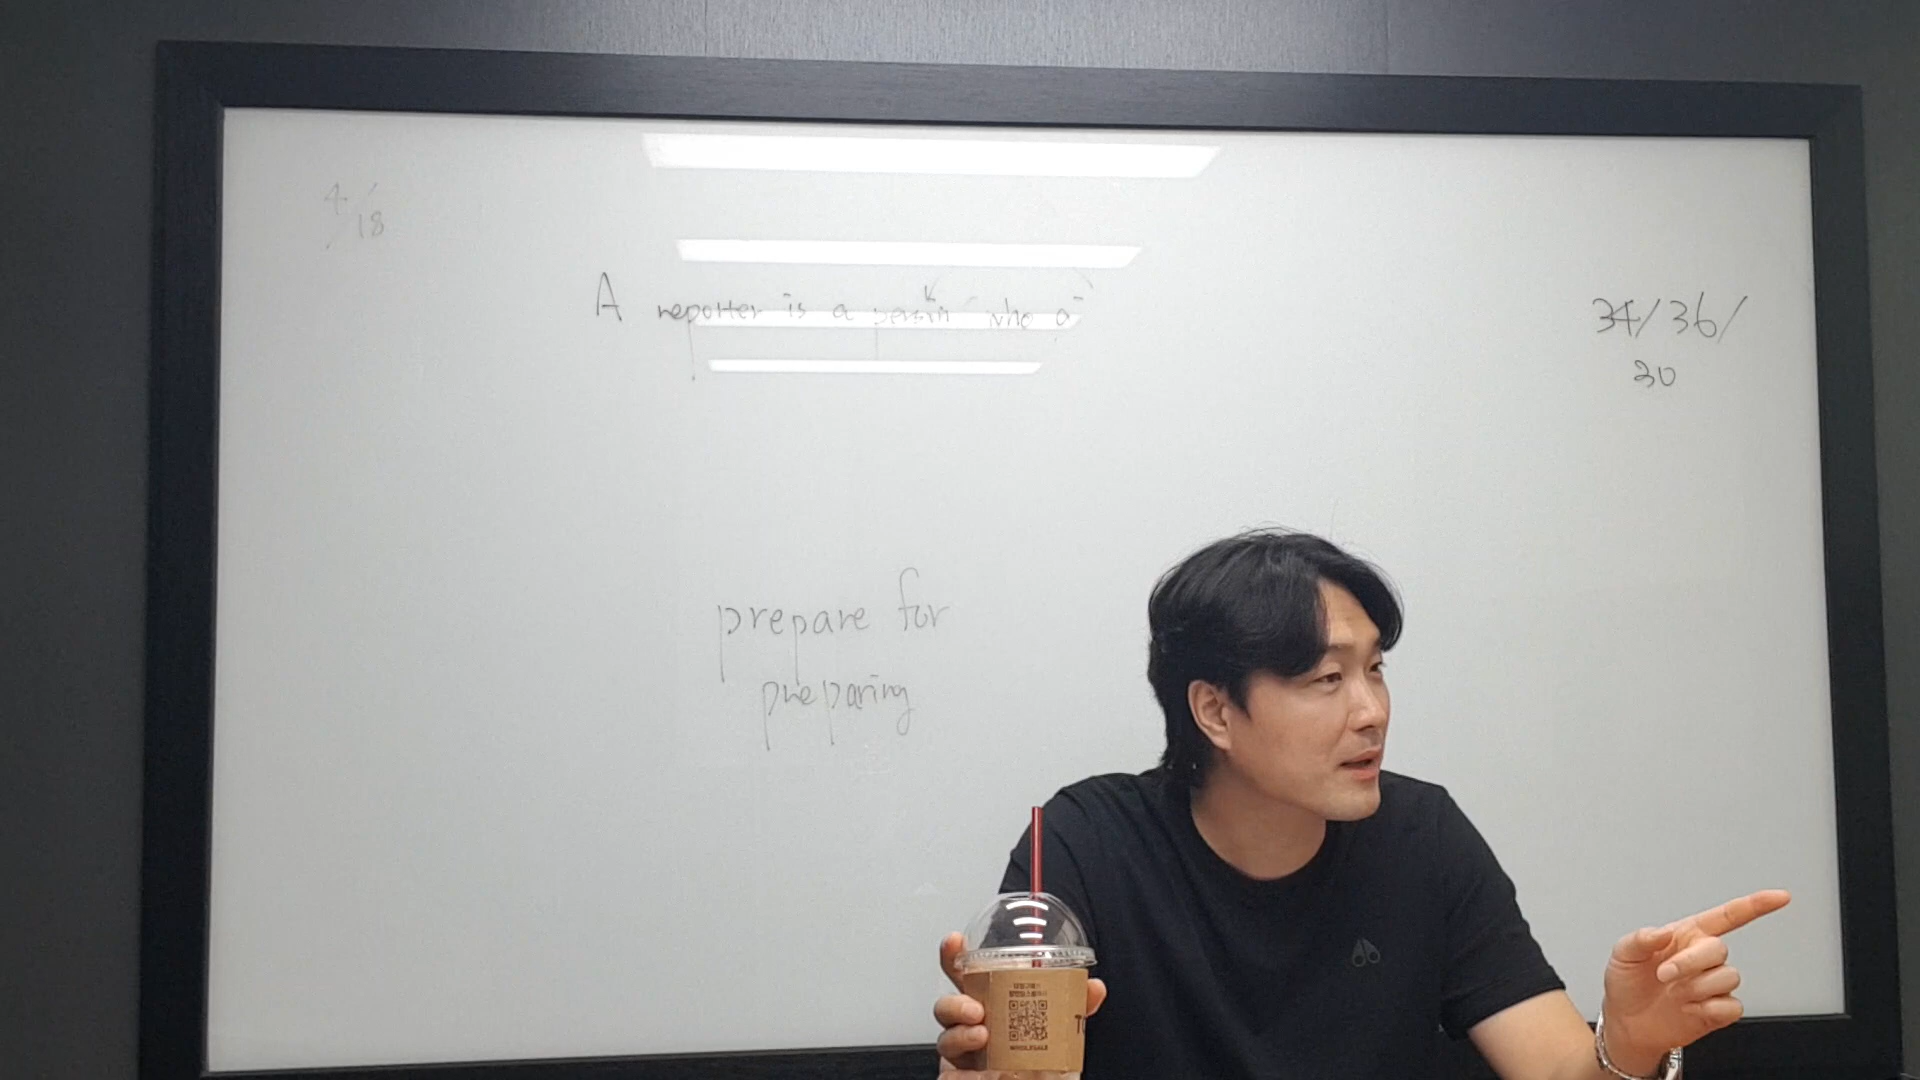 4/18
A reporter is a person who a
34/36/
30
prepare for
preparing